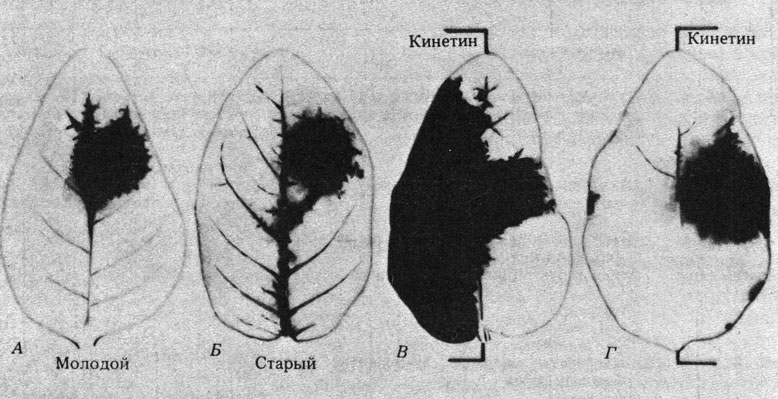 Кинетин
Кинетин
А
Молодой
Б
Старый
В
Г